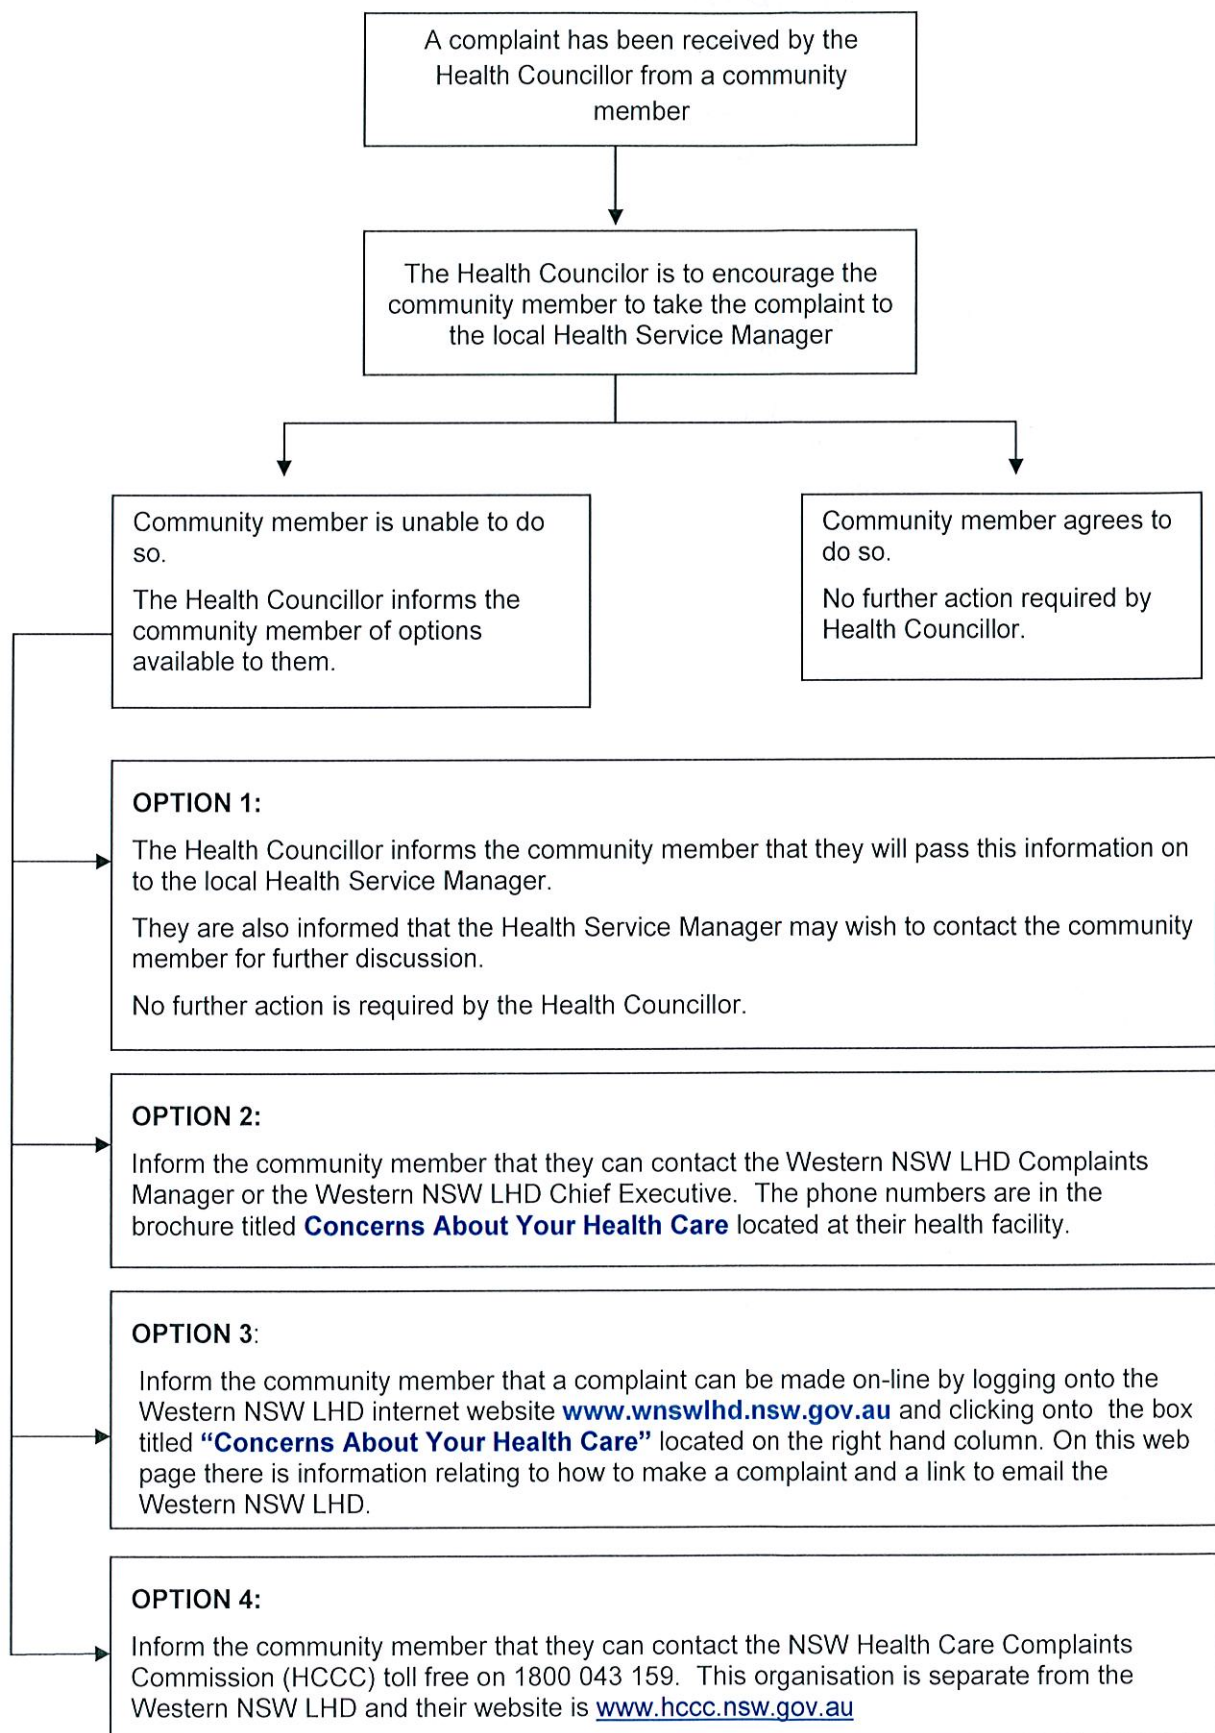 A complaint has been received by the
Health Councillor from a community
member
The Health Councilor is to encourage the
community member to take the complaint to
the local Health Service Manager
Community member is unable to do
so.
The Health Councillor informs the
community member of options
available to them.
Community member agrees to
do so.
No further action required by
Health Councillor.
OPTION 1:
The Health Councillor informs the community member that they will pass this information on
to the local Health Service Manager.
They are also informed that the Health Service Manager may wish to contact the community
member for further discussion.
No further action is required by the Health Councillor.
OPTION 2:
Inform the community member that they can contact the Western NSW LHD Complaints
Manager or the Western NSW LHD Chief Executive.  The phone numbers are in the
brochure titled Concerns About Your Health Care located at their health facility.
OPTION 3:
Inform the community member that a complaint can be made on-line by logging onto the
Western NSW LHD internet website www.wnswlhd.nsw.gov.au and clicking onto  the box
titled “Concerns About Your Health Care” located on the right hand column. On this web
page there is information relating to how to make a complaint and a link to email the
Western NSW LHD.
OPTION 4:
Inform the community member that they can contact the NSW Health Care Complaints
Commission (HCCC) toll free on 1800 043 159.  This organisation is separate from the
Western NSW LHD and their website is www.hccc.nsw.gov.au